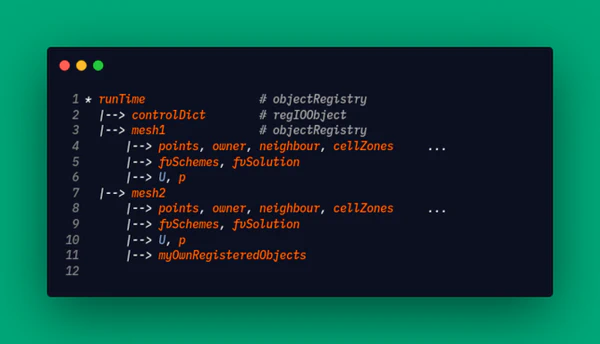 1 * runTime                 # objectRegistry
2   |--> controlDict        # regIOObject
3   |--> mesh1              # objectRegistry
4       |--> points, owner, neighbour, cellZones    ...
5       |--> fvSchemes, fvSolution
6       |--> U, p
7   |--> mesh2
8       |--> points, owner, neighbour, cellZones    ...
9       |--> fvSchemes, fvSolution
10       |--> U, p
11       |--> myOwnRegisteredObjects
12